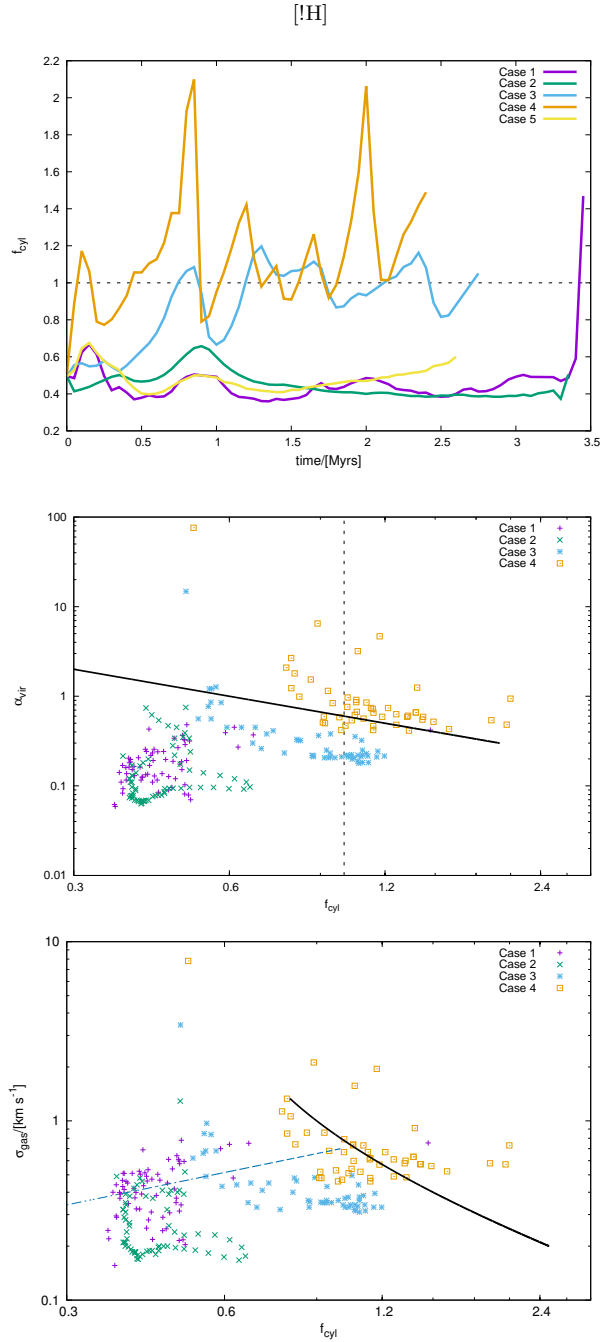 [!H]
2.2
2
1.8
1.6
1.4
1.2
1
0.8
0.6
0.4
0.2
f_cyl
Case 1
Case 2
Case 3
Case 4
Case 5
0 0.5 1 1.5 2 2.5 3 3.5
time/[Myrs]
100
10
1
0.1
0.01
α_vir
Case 1
Case 2
Case 3
Case 4
0.3 0.6 1.2 2.4
f_cyl
10
1
0.1
σ_gas/[km s⁻¹]
Case 1
Case 2
Case 3
Case 4
0.3 0.6 1.2 2.4
f_cyl